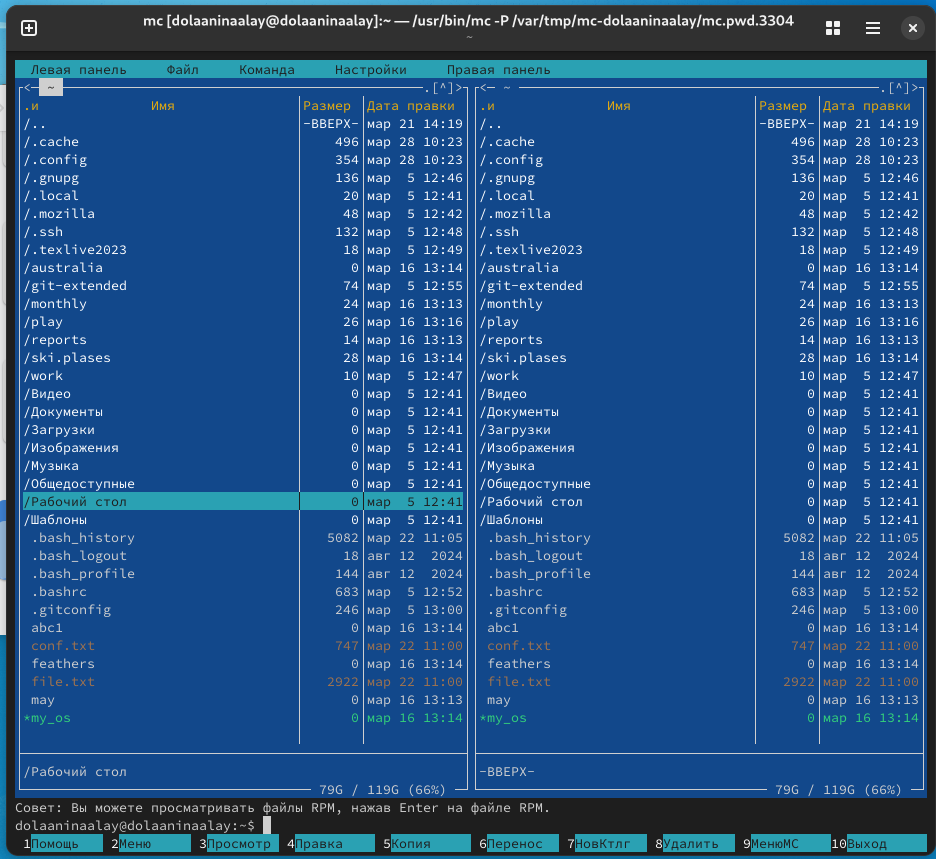 mc [dolaaninaalay@dolaaninaalay]:~ — /usr/bin/mc -P /var/tmp/mc-dolaaninaalay/mc.pwd.3304
~
Левая панель Файл Команда Настройки Правая панель
<─ ~ .[^]> <─ ~ .[^]>
.и Имя Размер Дата правки .и Имя Размер Дата правки
/.. -ВВЕРХ- мар 21 14:19 /.. -ВВЕРХ- мар 21 14:19
/.cache 496 мар 28 10:23 /.cache 496 мар 28 10:23
/.config 354 мар 28 10:23 /.config 354 мар 28 10:23
/.gnupg 136 мар 5 12:46 /.gnupg 136 мар 5 12:46
/.local 20 мар 5 12:41 /.local 20 мар 5 12:41
/.mozilla 48 мар 5 12:42 /.mozilla 48 мар 5 12:42
/.ssh 132 мар 5 12:48 /.ssh 132 мар 5 12:48
/.texlive2023 18 мар 5 12:49 /.texlive2023 18 мар 5 12:49
/australia 0 мар 16 13:14 /australia 0 мар 16 13:14
/git-extended 74 мар 5 12:55 /git-extended 74 мар 5 12:55
/monthly 24 мар 16 13:13 /monthly 24 мар 16 13:13
/play 26 мар 16 13:16 /play 26 мар 16 13:16
/reports 14 мар 16 13:13 /reports 14 мар 16 13:13
/ski.plases 28 мар 16 13:14 /ski.plases 28 мар 16 13:14
/work 10 мар 5 12:47 /work 10 мар 5 12:47
/Видео 0 мар 5 12:41 /Видео 0 мар 5 12:41
/Документы 0 мар 5 12:41 /Документы 0 мар 5 12:41
/Загрузки 0 мар 5 12:41 /Загрузки 0 мар 5 12:41
/Изображения 0 мар 5 12:41 /Изображения 0 мар 5 12:41
/Музыка 0 мар 5 12:41 /Музыка 0 мар 5 12:41
/Общедоступные 0 мар 5 12:41 /Общедоступные 0 мар 5 12:41
/Рабочий стол 0 мар 5 12:41 /Рабочий стол 0 мар 5 12:41
/Шаблоны 0 мар 5 12:41 /Шаблоны 0 мар 5 12:41
.bash_history 5082 мар 22 11:05 .bash_history 5082 мар 22 11:05
.bash_logout 18 авг 12 2024 .bash_logout 18 авг 12 2024
.bash_profile 144 авг 12 2024 .bash_profile 144 авг 12 2024
.bashrc 683 мар 5 12:52 .bashrc 683 мар 5 12:52
.gitconfig 246 мар 5 13:00 .gitconfig 246 мар 5 13:00
abc1 0 мар 16 13:14 abc1 0 мар 16 13:14
conf.txt 747 мар 22 11:00 conf.txt 747 мар 22 11:00
feathers 0 мар 16 13:14 feathers 0 мар 16 13:14
file.txt 2922 мар 22 11:00 file.txt 2922 мар 22 11:00
may 0 мар 16 13:13 may 0 мар 16 13:13
*my_os 0 мар 16 13:14 *my_os 0 мар 16 13:14
/Рабочий стол -ВВЕРХ-
79G / 119G (66%) 79G / 119G (66%)
Совет: Вы можете просматривать файлы RPM, нажав Enter на файле RPM.
dolaaninaalay@dolaaninaalay:~$
1Помощь 2Меню 3Просмотр 4Правка 5Копия 6Перенос 7НовКтлг 8Удалить 9МенюМС 10Выход